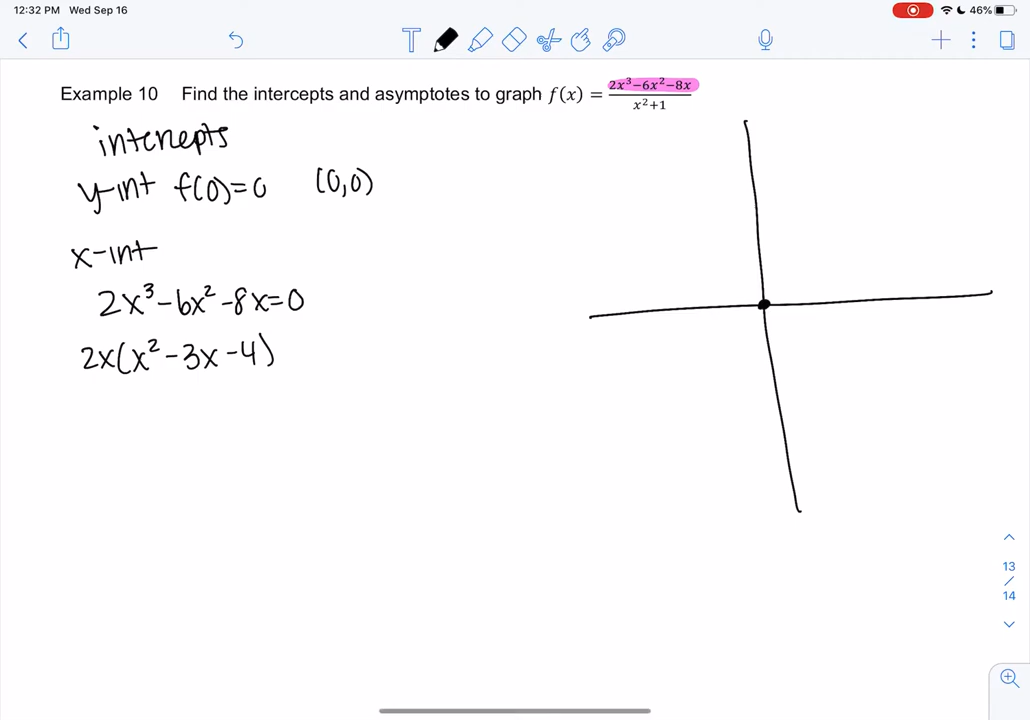 12:32 PM Wed Sep 16
46%
Example 10 Find the intercepts and asymptotes to graph f(x) = (2x³−6x²−8x)/(x²+1)
intercepts
y-int f(0)=0 (0,0)
x-int
2x³-6x²-8x=0
2x(x²-3x-4)
13
/
14